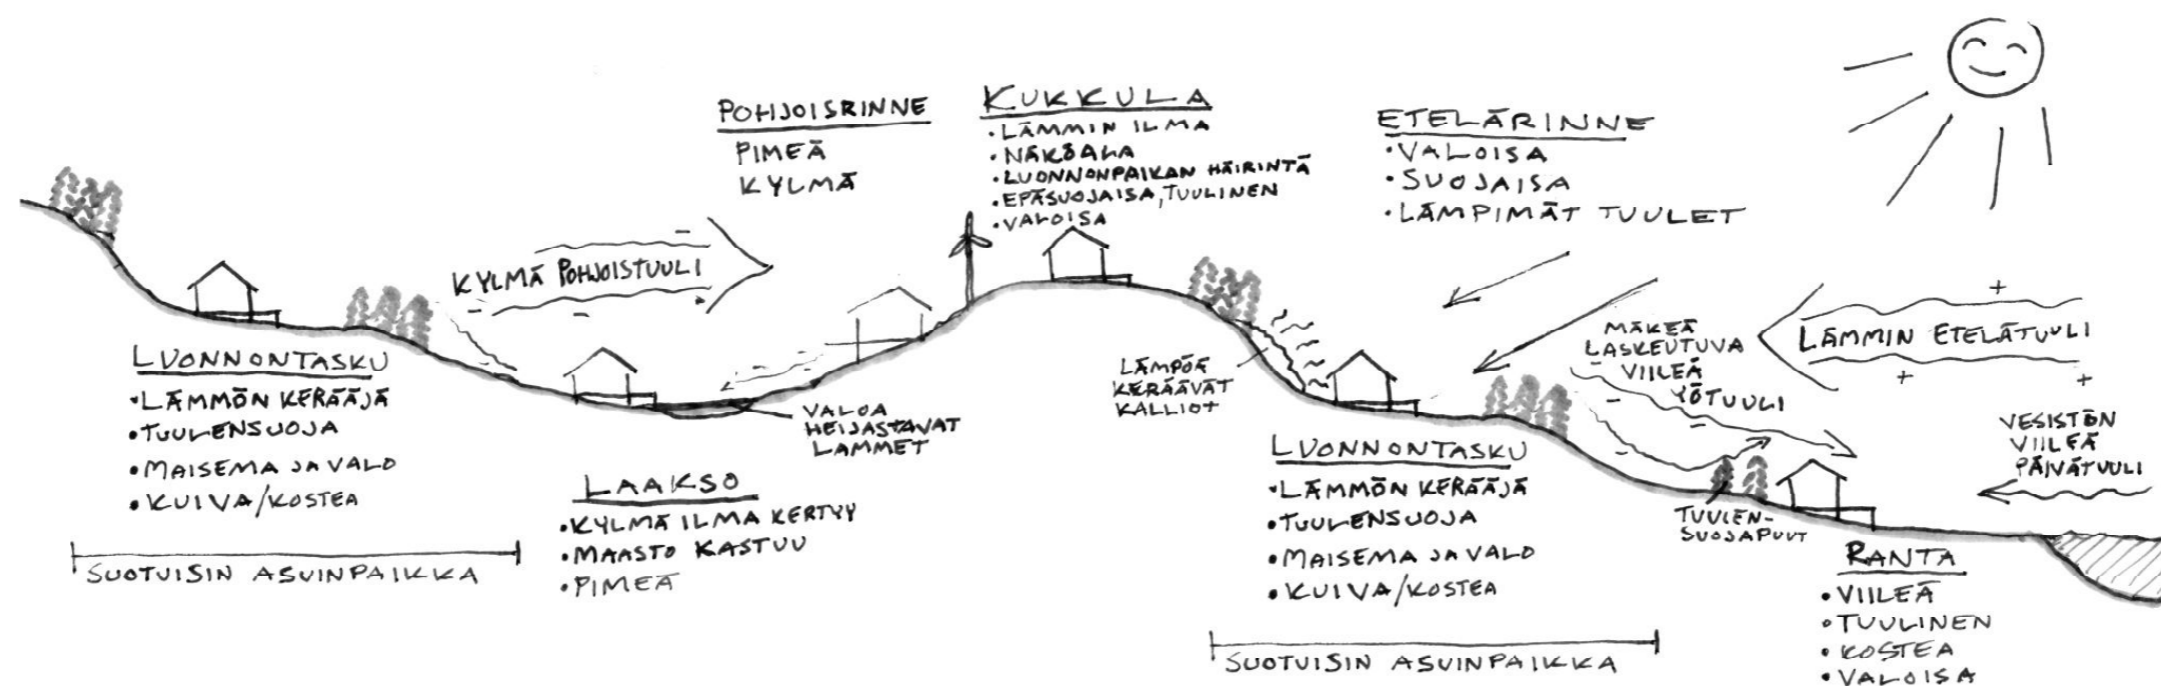 POHJOISRINNE
PIMEÄ
KYLMÄ
KUKKULA
•LÄMMIN ILMA
•NÄKÖALA
•LUONNONPAIKAN HÄIRINTÄ
•EPÄSUOJAISA, TUULINEN
•VALOISA
ETELÄRINNE
•VALOISA
•SUOJAISA
•LÄMPIMÄT TUULET
KYLMÄ POHJOISTUULI
LÄMMIN ETELÄTUULI
LUONNONTASKU
•LÄMMÖN KERÄÄJÄ
•TUULENSUOJA
•MAISEMA JA VALO
•KUIVA/KOSTEA
SUOTUISIN ASUINPAIKKA
VALOA
HEIJASTAVAT
LAMMET
LAAKSO
•KYLMÄ ILMA KERTYY
•MAASTO KASTUU
•PIMEÄ
LÄMPÖÄ
KERÄÄVÄT
KALLIOT
MÄKEÄ
LASKEUTUVA
VIILEÄ
YÖTUULI
LUONNONTASKU
•LÄMMÖN KERÄÄJÄ
•TUULENSUOJA
•MAISEMA JA VALO
•KUIVA/KOSTEA
SUOTUISIN ASUINPAIKKA
TUULEN-
SUOJAPUUT
VESISTÖN
VIILEÄ
PÄIVÄTUULI
RANTA
•VIILEÄ
•TUULINEN
•KOSTEA
•VALOISA